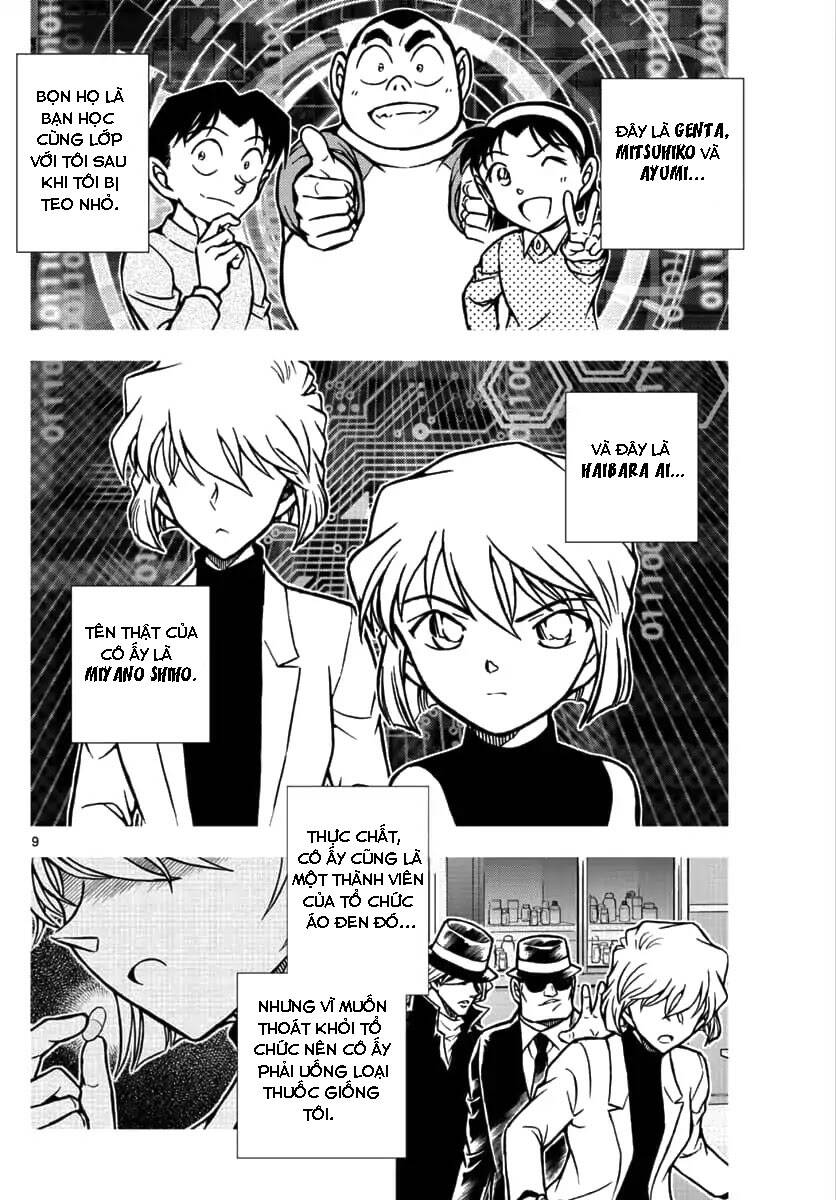 ĐÂY LÀ GENTA,
MITSUHIKO VÀ
AYUMI...
BỌN HỌ LÀ
BẠN HỌC
CÙNG LỚP
VỚI TÔI SAU
KHI TÔI BỊ
TEO NHỎ.
VÀ ĐÂY LÀ
HAIBARA AI...
TÊN THẬT CỦA
CÔ ẤY LÀ
MIYANO SHIHO.
9
THỰC CHẤT,
CÔ ẤY CŨNG LÀ
MỘT THÀNH VIÊN
CỦA TỔ CHỨC
ÁO ĐEN ĐÓ...
NHƯNG VÌ MUỐN
THOÁT KHỎI TỔ
CHỨC NÊN CÔ ẤY
PHẢI UỐNG LOẠI
THUỐC GIỐNG
TÔI.